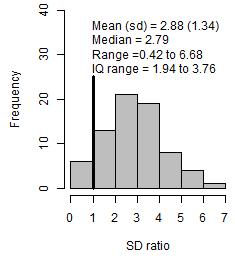 Mean (sd) = 2.88 (1.34)
Median = 2.79
Range =0.42 to 6.68
IQ range = 1.94 to 3.76
Frequency
40
30
20
10
0
0 1 2 3 4 5 6 7
SD ratio